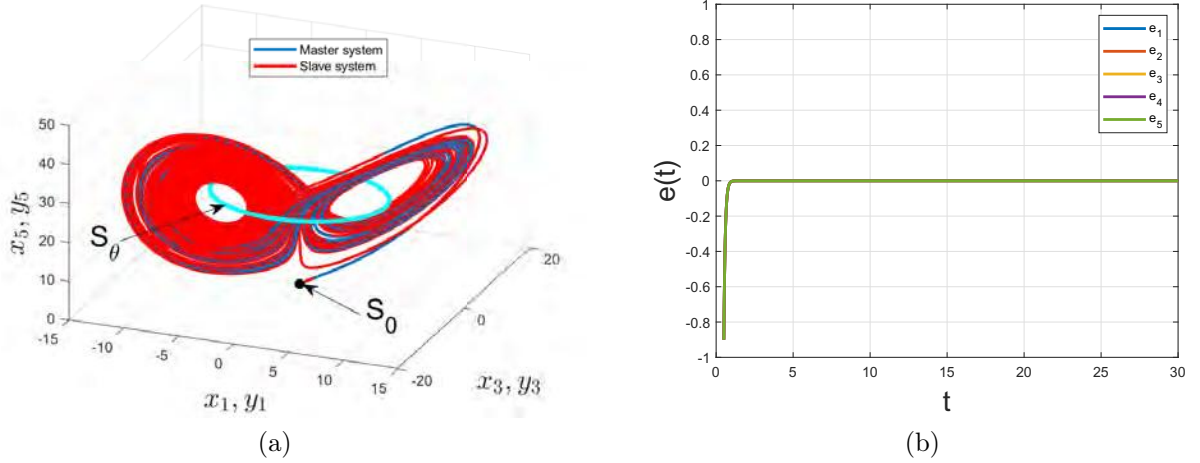 Master system
Slave system
50
40
30
20
10
0
x₅, y₅
S_θ
S₀
-15
-10
-5
0
5
10
15
x₁, y₁
-20
0
20
x₃, y₃
(a)
1
0.8
0.6
0.4
0.2
0
-0.2
-0.4
-0.6
-0.8
-1
e(t)
e₁
e₂
e₃
e₄
e₅
0
5
10
15
20
25
30
t
(b)